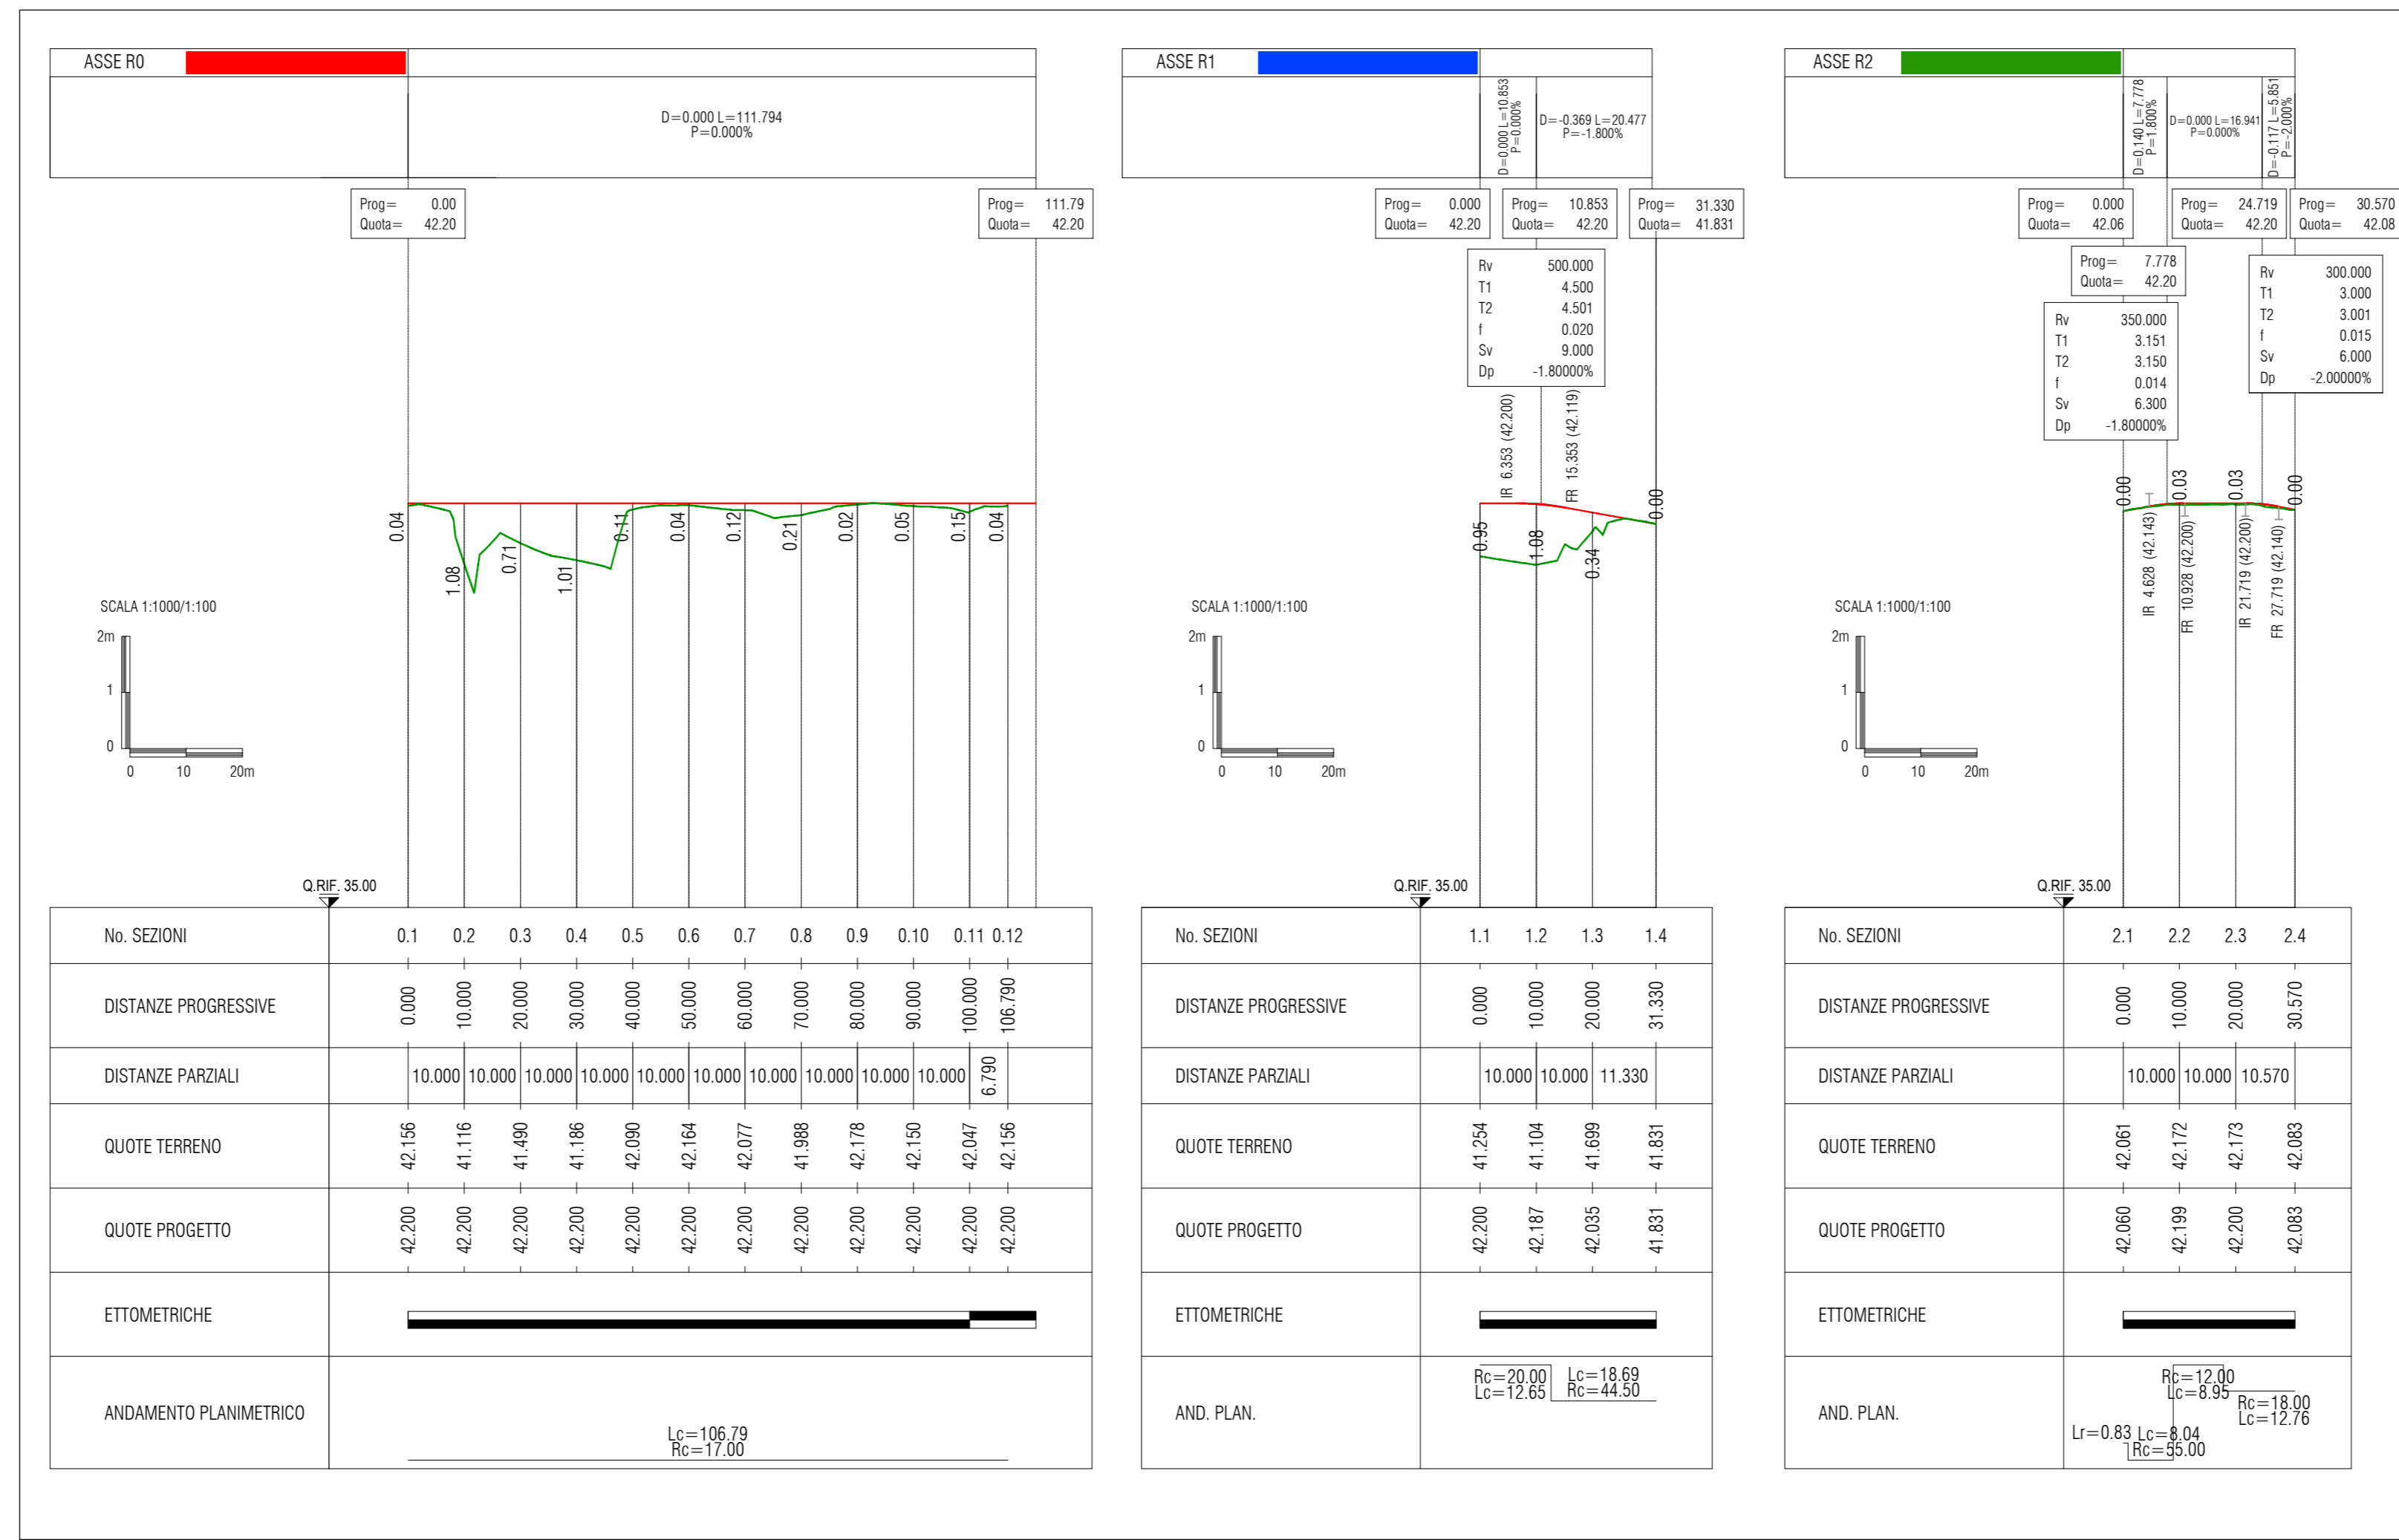 ASSE R0
D=0.000 L=111.794
P=0.000%
Prog= 0.00
Quota= 42.20
Prog= 111.79
Quota= 42.20
0.04
1.08
0.71
1.01
0.11
0.04
0.12
0.21
0.02
0.05
0.15
0.04
SCALA 1:1000/1:100
2m
1
0
0 10 20m
Q.RIF. 35.00
No. SEZIONI 0.1 0.2 0.3 0.4 0.5 0.6 0.7 0.8 0.9 0.10 0.11 0.12
DISTANZE PROGRESSIVE 0.000 10.000 20.000 30.000 40.000 50.000 60.000 70.000 80.000 90.000 100.000 106.790
DISTANZE PARZIALI 10.000 10.000 10.000 10.000 10.000 10.000 10.000 10.000 10.000 10.000 6.790
QUOTE TERRENO 42.156 41.116 41.490 41.186 42.090 42.164 42.077 41.988 42.178 42.150 42.047 42.156
QUOTE PROGETTO 42.200 42.200 42.200 42.200 42.200 42.200 42.200 42.200 42.200 42.200 42.200 42.200
ETTOMETRICHE
ANDAMENTO PLANIMETRICO
Lc=106.79
Rc=17.00
ASSE R1
D=0.000 L=10.853
P=0.000%
D=-0.369 L=20.477
P=-1.800%
Prog= 0.000
Quota= 42.20
Prog= 10.853
Quota= 42.20
Prog= 31.330
Quota= 41.831
Rv 500.000
T1 4.500
T2 4.501
f 0.020
Sv 9.000
Dp -1.80000%
IR 6.353 (42.200)
FR 15.353 (42.119)
0.95
1.08
0.34
0.00
SCALA 1:1000/1:100
2m
1
0
0 10 20m
Q.RIF. 35.00
No. SEZIONI 1.1 1.2 1.3 1.4
DISTANZE PROGRESSIVE 0.000 10.000 20.000 31.330
DISTANZE PARZIALI 10.000 10.000 11.330
QUOTE TERRENO 41.254 41.104 41.699 41.831
QUOTE PROGETTO 42.200 42.187 42.035 41.831
ETTOMETRICHE
AND. PLAN.
Rc=20.00
Lc=12.65
Lc=18.69
Rc=44.50
ASSE R2
D=0.140 L=7.778
P=1.800%
D=0.000 L=16.941
P=0.000%
D=-0.117 L=5.851
P=-2.000%
Prog= 0.000
Quota= 42.06
Prog= 24.719
Quota= 42.20
Prog= 30.570
Quota= 42.08
Prog= 7.778
Quota= 42.20
Rv 350.000
T1 3.151
T2 3.150
f 0.014
Sv 6.300
Dp -1.80000%
Rv 300.000
T1 3.000
T2 3.001
f 0.015
Sv 6.000
Dp -2.00000%
0.00
0.03
0.03
0.00
IR 4.628 (42.143)
FR 10.928 (42.200)
IR 21.719 (42.200)
FR 27.719 (42.140)
SCALA 1:1000/1:100
2m
1
0
0 10 20m
Q.RIF. 35.00
No. SEZIONI 2.1 2.2 2.3 2.4
DISTANZE PROGRESSIVE 0.000 10.000 20.000 30.570
DISTANZE PARZIALI 10.000 10.000 10.570
QUOTE TERRENO 42.061 42.172 42.173 42.083
QUOTE PROGETTO 42.060 42.199 42.200 42.083
ETTOMETRICHE
AND. PLAN.
Lr=0.83
Lc=8.04
Rc=55.00
Rc=12.00
Lc=8.95
Rc=18.00
Lc=12.76